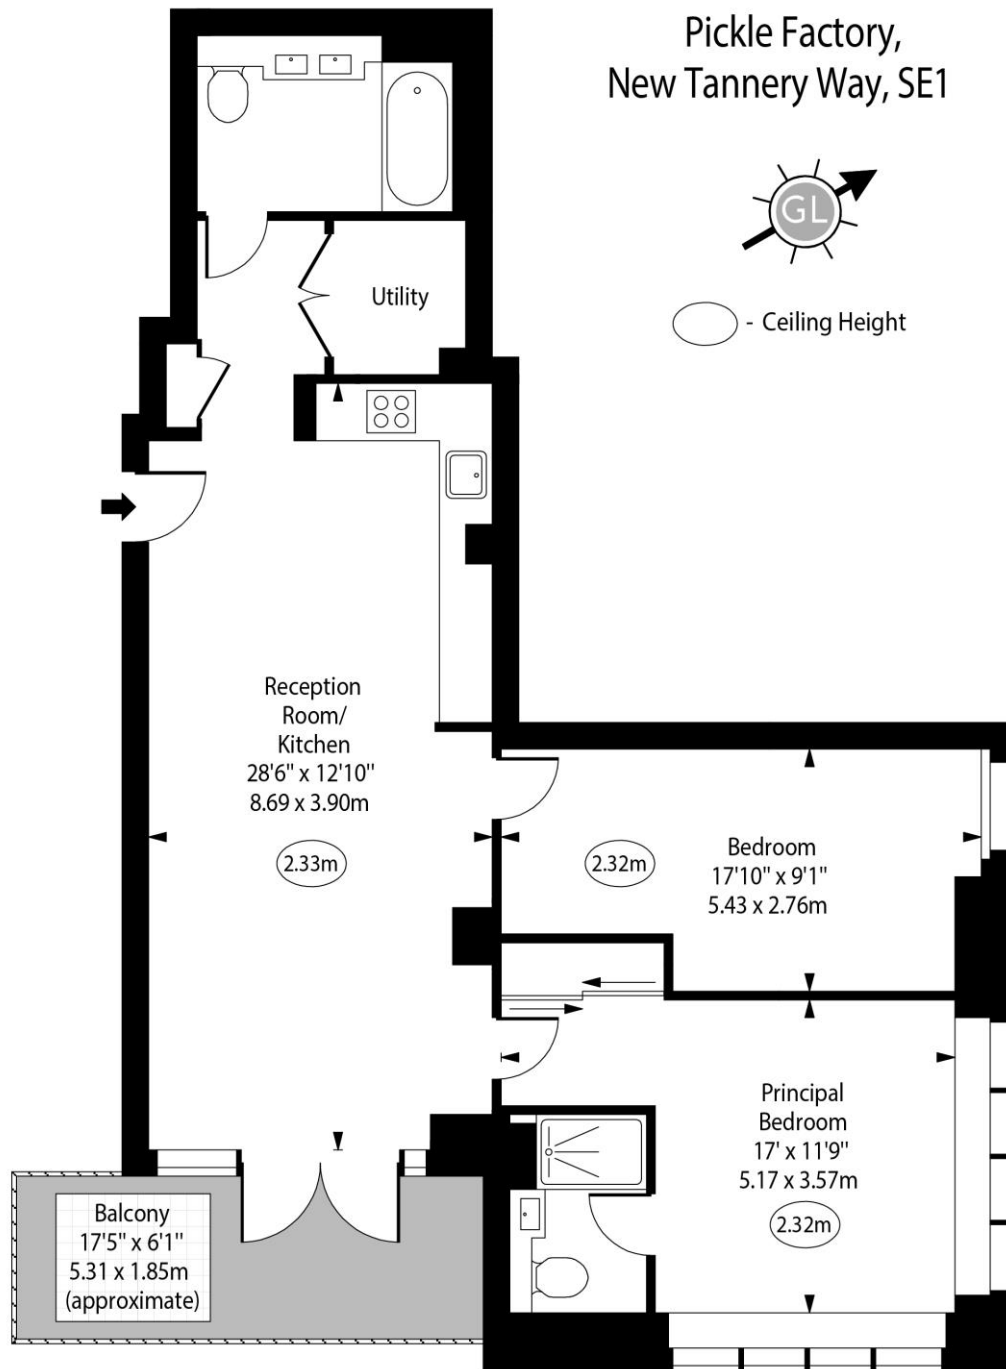 Pickle Factory,
New Tannery Way, SE1
GL
- Ceiling Height
Utility
Reception
Room/
Kitchen
28'6" x 12'10"
8.69 x 3.90m
2.33m
2.32m
Bedroom
17'10" x 9'1"
5.43 x 2.76m
Principal
Bedroom
17' x 11'9"
5.17 x 3.57m
2.32m
Balcony
17'5" x 6'1"
5.31 x 1.85m
(approximate)